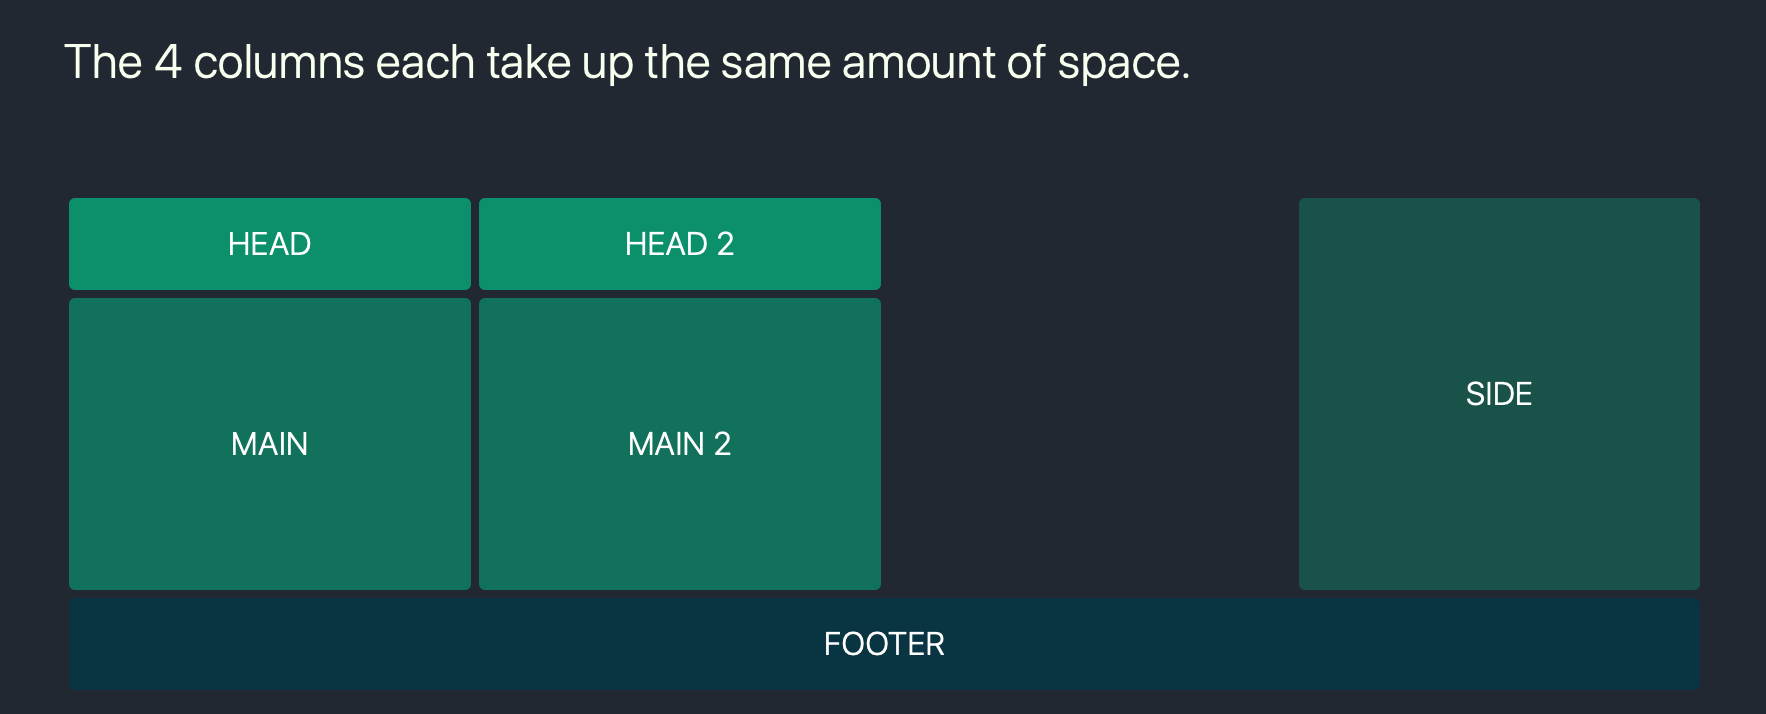 The 4 columns each take up the same amount of space.
HEAD
HEAD 2
MAIN
MAIN 2
SIDE
FOOTER